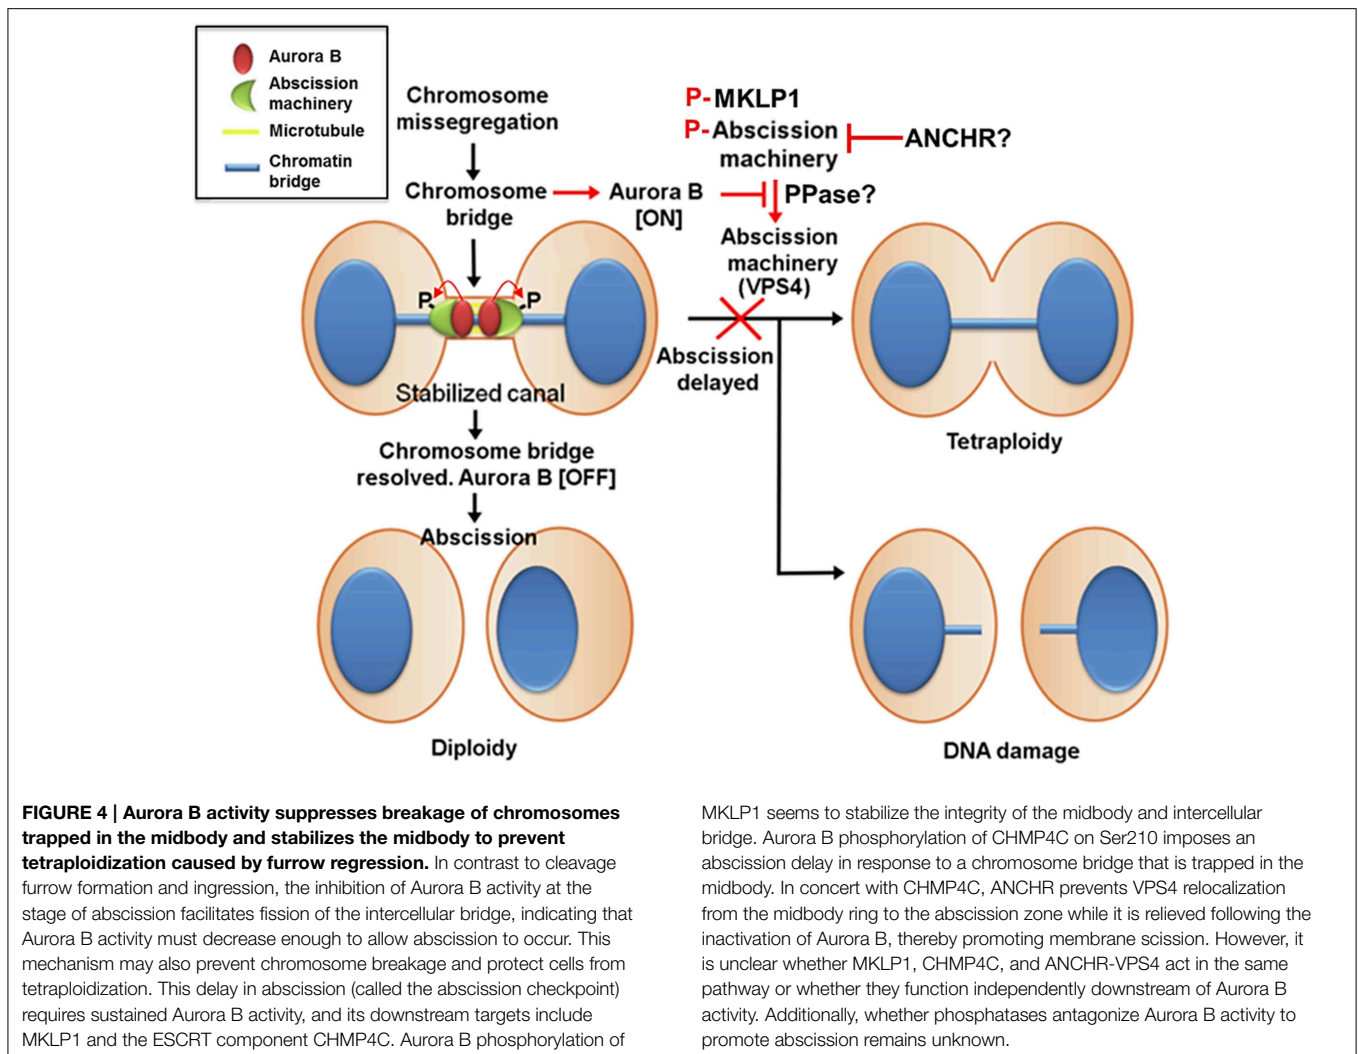 Aurora B
Abscission
machinery
Microtubule
Chromatin
bridge
Chromosome
missegregation
Chromosome
bridge
Aurora B
[ON]
P-MKLP1
P-Abscission
machinery
ANCHR?
PPase?
Abscission
machinery
(VPS4)
P
P
Abscission
delayed
Stabilized canal
Chromosome bridge
resolved. Aurora B [OFF]
Abscission
Tetraploidy
Diploidy
DNA damage
FIGURE 4 | Aurora B activity suppresses breakage of chromosomes
trapped in the midbody and stabilizes the midbody to prevent
tetraploidization caused by furrow regression. In contrast to cleavage
furrow formation and ingression, the inhibition of Aurora B activity at the
stage of abscission facilitates fission of the intercellular bridge, indicating that
Aurora B activity must decrease enough to allow abscission to occur. This
mechanism may also prevent chromosome breakage and protect cells from
tetraploidization. This delay in abscission (called the abscission checkpoint)
requires sustained Aurora B activity, and its downstream targets include
MKLP1 and the ESCRT component CHMP4C. Aurora B phosphorylation of
MKLP1 seems to stabilize the integrity of the midbody and intercellular
bridge. Aurora B phosphorylation of CHMP4C on Ser210 imposes an
abscission delay in response to a chromosome bridge that is trapped in the
midbody. In concert with CHMP4C, ANCHR prevents VPS4 relocalization
from the midbody ring to the abscission zone while it is relieved following the
inactivation of Aurora B, thereby promoting membrane scission. However, it
is unclear whether MKLP1, CHMP4C, and ANCHR-VPS4 act in the same
pathway or whether they function independently downstream of Aurora B
activity. Additionally, whether phosphatases antagonize Aurora B activity to
promote abscission remains unknown.